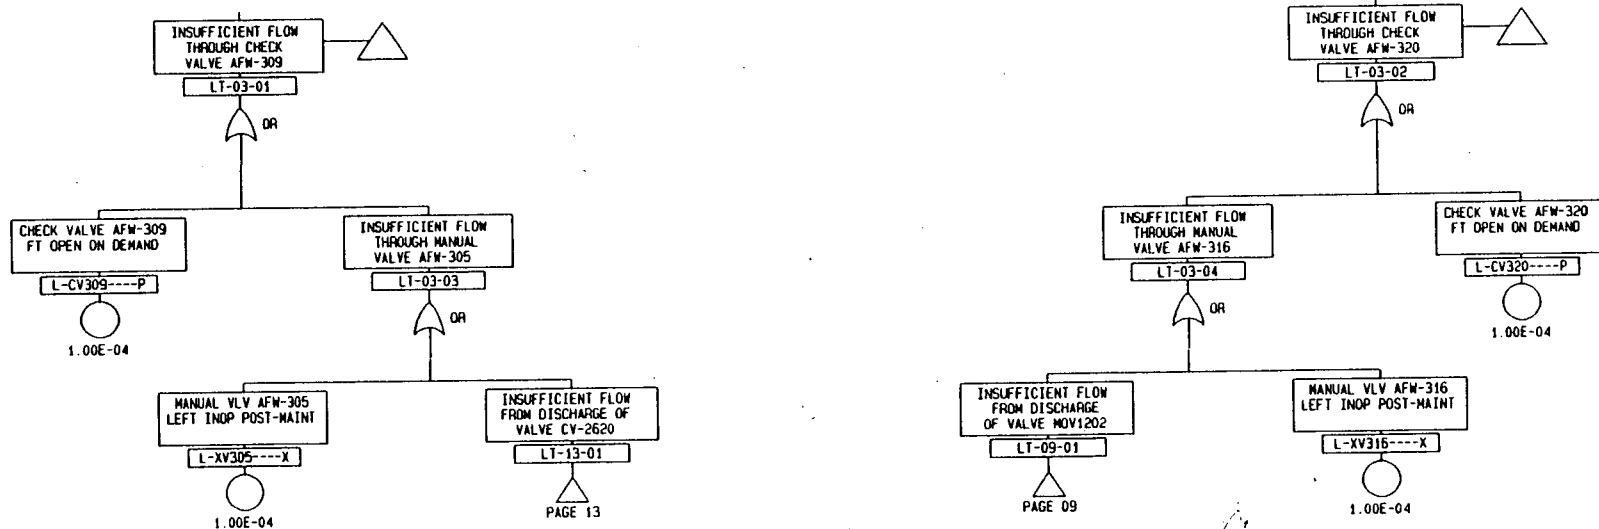 INSUFFICIENT FLOW
THROUGH CHECK
VALVE AFW-309
LT-03-01
OR
CHECK VALVE AFW-309
FT OPEN ON DEMAND
L-CV309----P
1.00E-04
INSUFFICIENT FLOW
THROUGH MANUAL
VALVE AFW-305
LT-03-03
OR
MANUAL VLV AFW-305
LEFT INOP POST-MAINT
L-XV305----X
1.00E-04
INSUFFICIENT FLOW
FROM DISCHARGE OF
VALVE CV-2620
LT-13-01
PAGE 13
INSUFFICIENT FLOW
THROUGH CHECK
VALVE AFW-320
LT-03-02
OR
INSUFFICIENT FLOW
THROUGH MANUAL
VALVE AFW-316
LT-03-04
OR
CHECK VALVE AFW-320
FT OPEN ON DEMAND
L-CV320----P
1.00E-04
INSUFFICIENT FLOW
FROM DISCHARGE
OF VALVE MOV1202
LT-09-01
PAGE 09
MANUAL VLV AFW-316
LEFT INOP POST-MAINT
L-XV316----X
1.00E-04